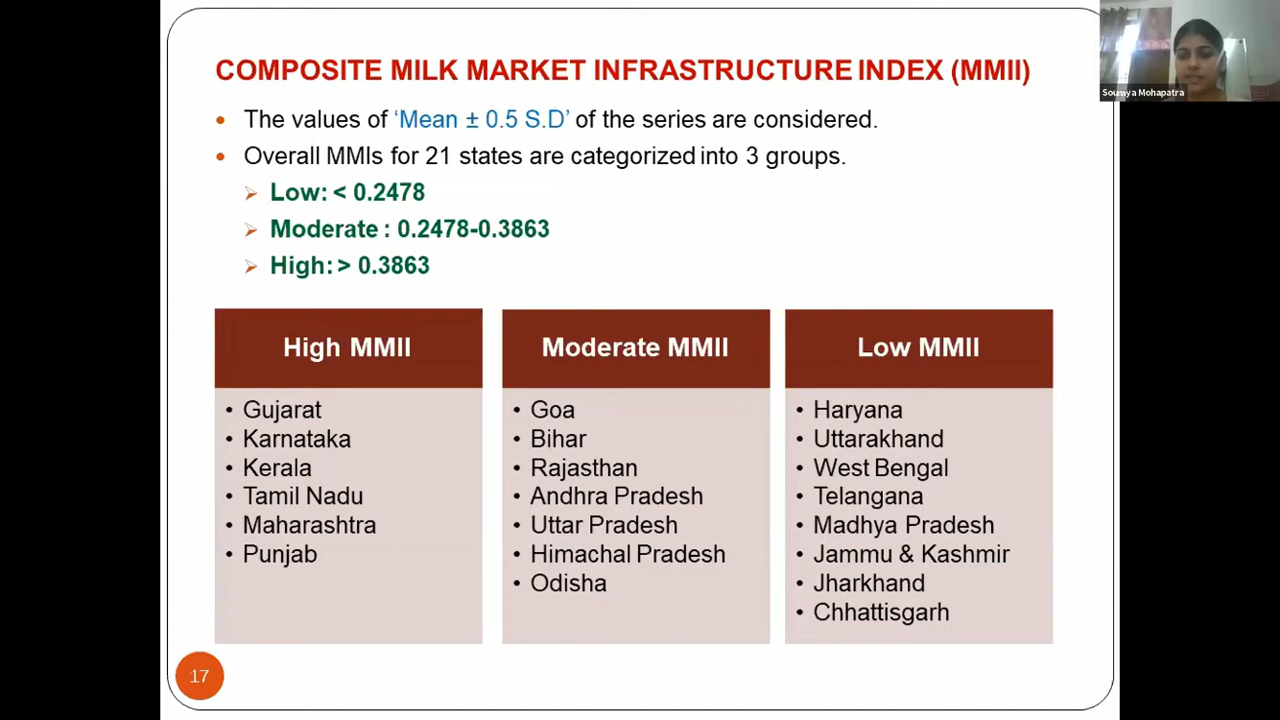 COMPOSITE MILK MARKET INFRASTRUCTURE INDEX (MMII)
• The values of ‘Mean ± 0.5 S.D’ of the series are considered.
• Overall MMIs for 21 states are categorized into 3 groups.
➢ Low: < 0.2478
➢ Moderate : 0.2478-0.3863
➢ High: > 0.3863
High MMII
• Gujarat
• Karnataka
• Kerala
• Tamil Nadu
• Maharashtra
• Punjab
Moderate MMII
• Goa
• Bihar
• Rajasthan
• Andhra Pradesh
• Uttar Pradesh
• Himachal Pradesh
• Odisha
Low MMII
• Haryana
• Uttarakhand
• West Bengal
• Telangana
• Madhya Pradesh
• Jammu & Kashmir
• Jharkhand
• Chhattisgarh
17
Soumya Mohapatra